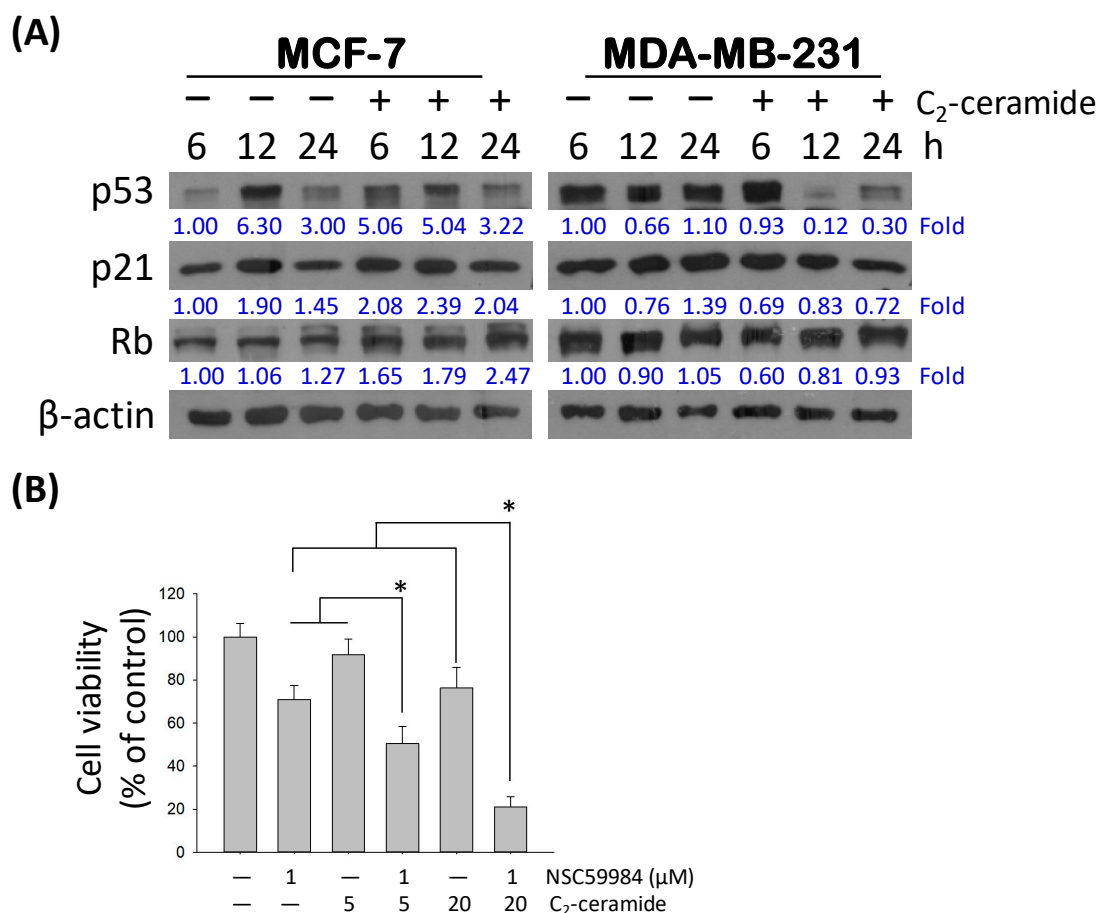 (A)
MCF-7 MDA-MB-231
− − − + + + − − − + + + C₂-ceramide
6 12 24 6 12 24 6 12 24 6 12 24 h
p53
1.00 6.30 3.00 5.06 5.04 3.22 1.00 0.66 1.10 0.93 0.12 0.30 Fold
p21
1.00 1.90 1.45 2.08 2.39 2.04 1.00 0.76 1.39 0.69 0.83 0.72 Fold
Rb
1.00 1.06 1.27 1.65 1.79 2.47 1.00 0.90 1.05 0.60 0.81 0.93 Fold
β-actin
(B)
*
*
Cell viability
(% of control)
120
100
80
60
40
20
0
— 1 — 1 — 1 NSC59984 (μM)
— — 5 5 20 20 C₂-ceramide